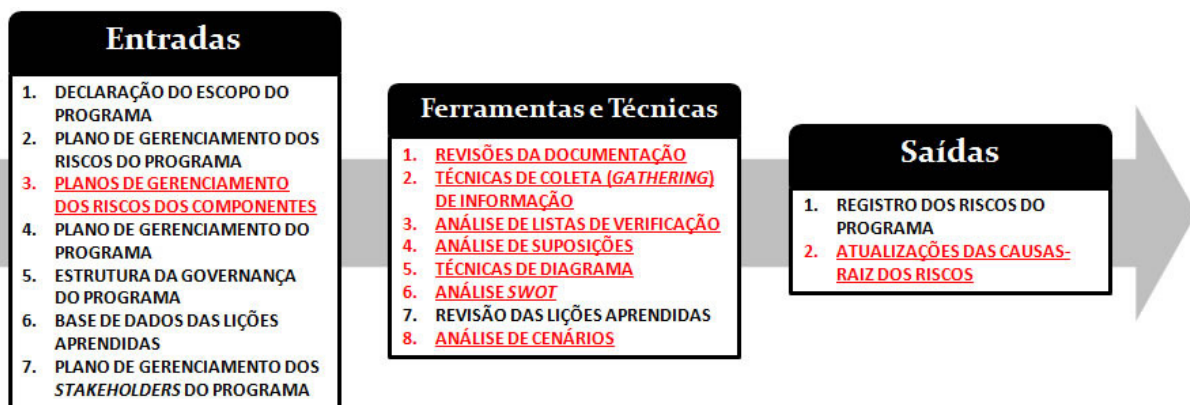 Entradas
1. DECLARAÇÃO DO ESCOPO DO
PROGRAMA
2. PLANO DE GERENCIAMENTO DOS
RISCOS DO PROGRAMA
3. PLANOS DE GERENCIAMENTO
DOS RISCOS DOS COMPONENTES
4. PLANO DE GERENCIAMENTO DO
PROGRAMA
5. ESTRUTURA DA GOVERNANÇA
DO PROGRAMA
6. BASE DE DADOS DAS LIÇÕES
APRENDIDAS
7. PLANO DE GERENCIAMENTO DOS
STAKEHOLDERS DO PROGRAMA
Ferramentas e Técnicas
1. REVISÕES DA DOCUMENTAÇÃO
2. TÉCNICAS DE COLETA (GATHERING)
DE INFORMAÇÃO
3. ANÁLISE DE LISTAS DE VERIFICAÇÃO
4. ANÁLISE DE SUPOSIÇÕES
5. TÉCNICAS DE DIAGRAMA
6. ANÁLISE SWOT
7. REVISÃO DAS LIÇÕES APRENDIDAS
8. ANÁLISE DE CENÁRIOS
Saídas
1. REGISTRO DOS RISCOS DO
PROGRAMA
2. ATUALIZAÇÕES DAS CAUSAS-
RAIZ DOS RISCOS